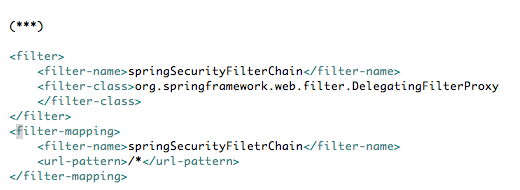 (***)
<filter>
<filter-name>springSecurityFilterChain</filter-name>
<filter-class>org.springframework.web.filter.DelegatingFilterProxy
</filter-class>
</filter>
<filter-mapping>
<filter-name>springSecurityFiletrChain</filter-name>
<url-pattern>/*</url-pattern>
</filter-mapping>